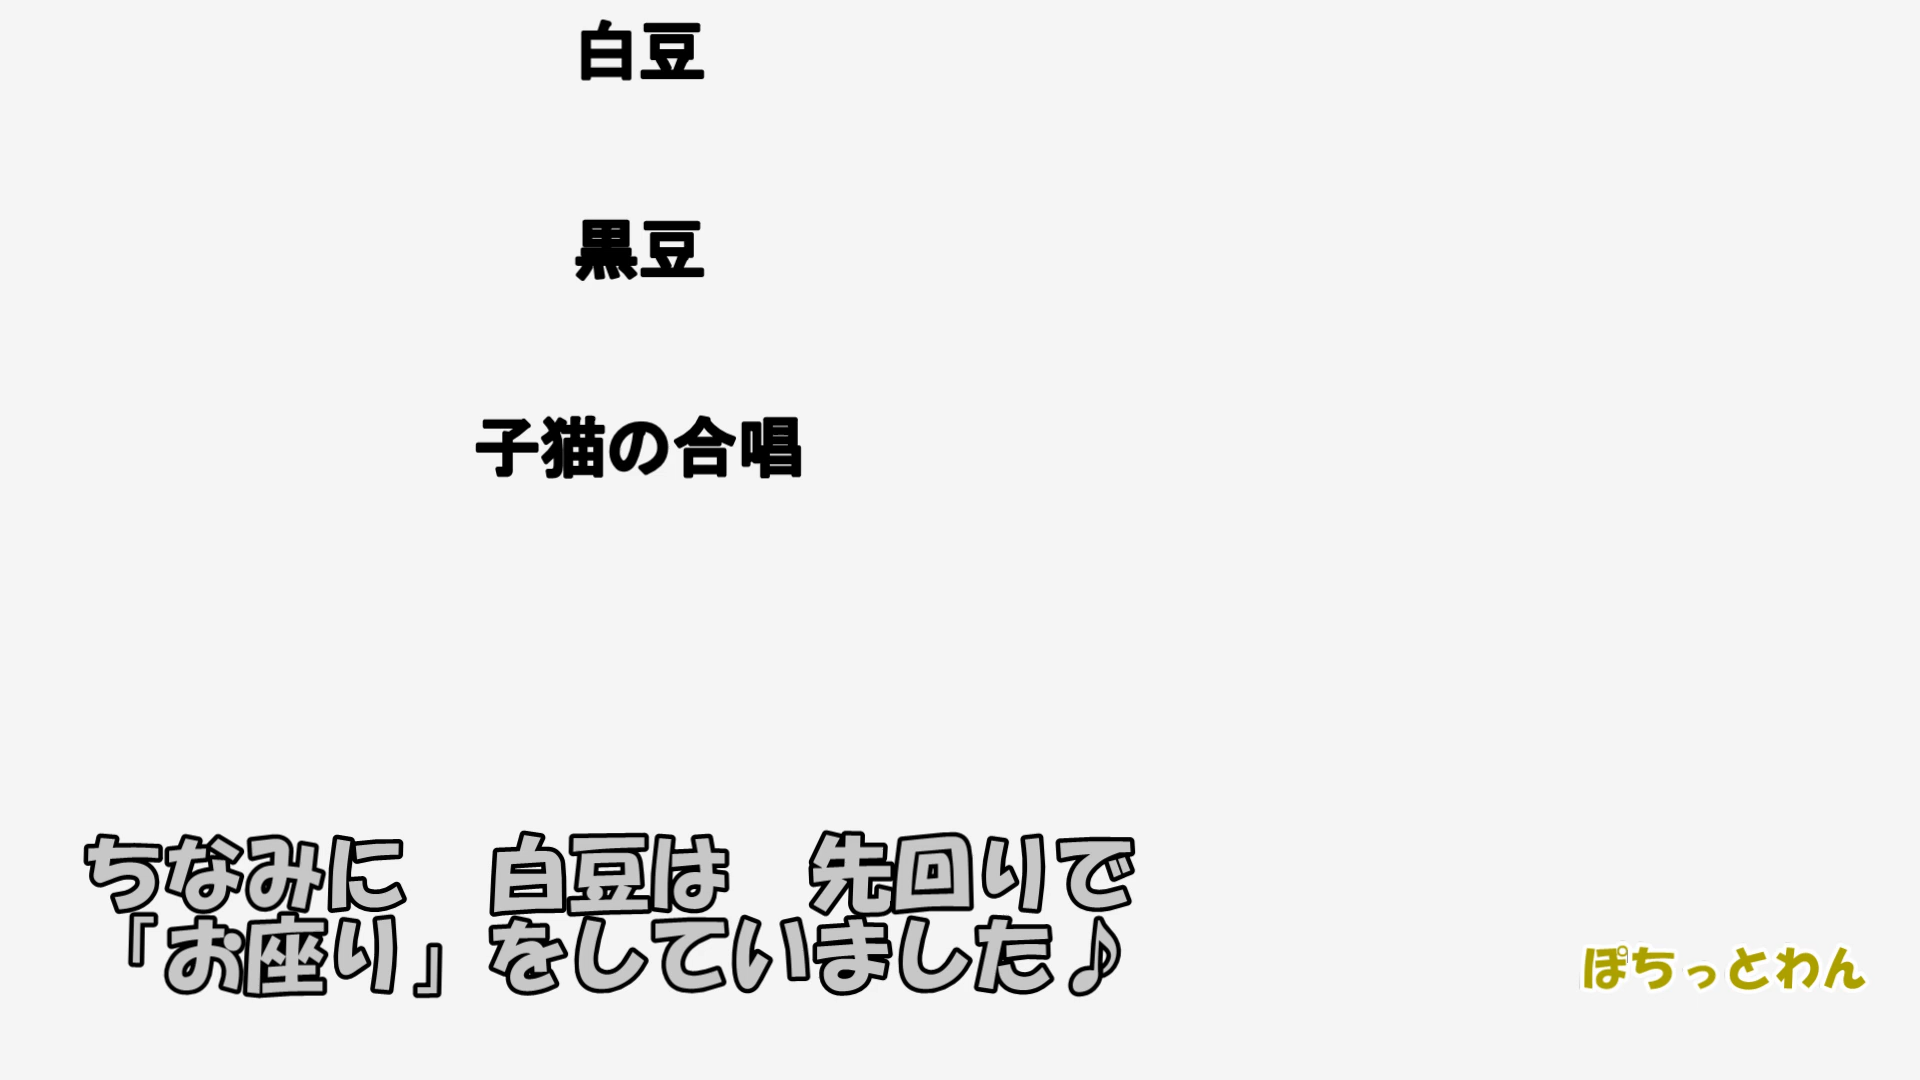 白豆
黒豆
子猫の合唱
ちなみに　白豆は　先回りで
「お座り」をしていました♪
ぽちっとわん